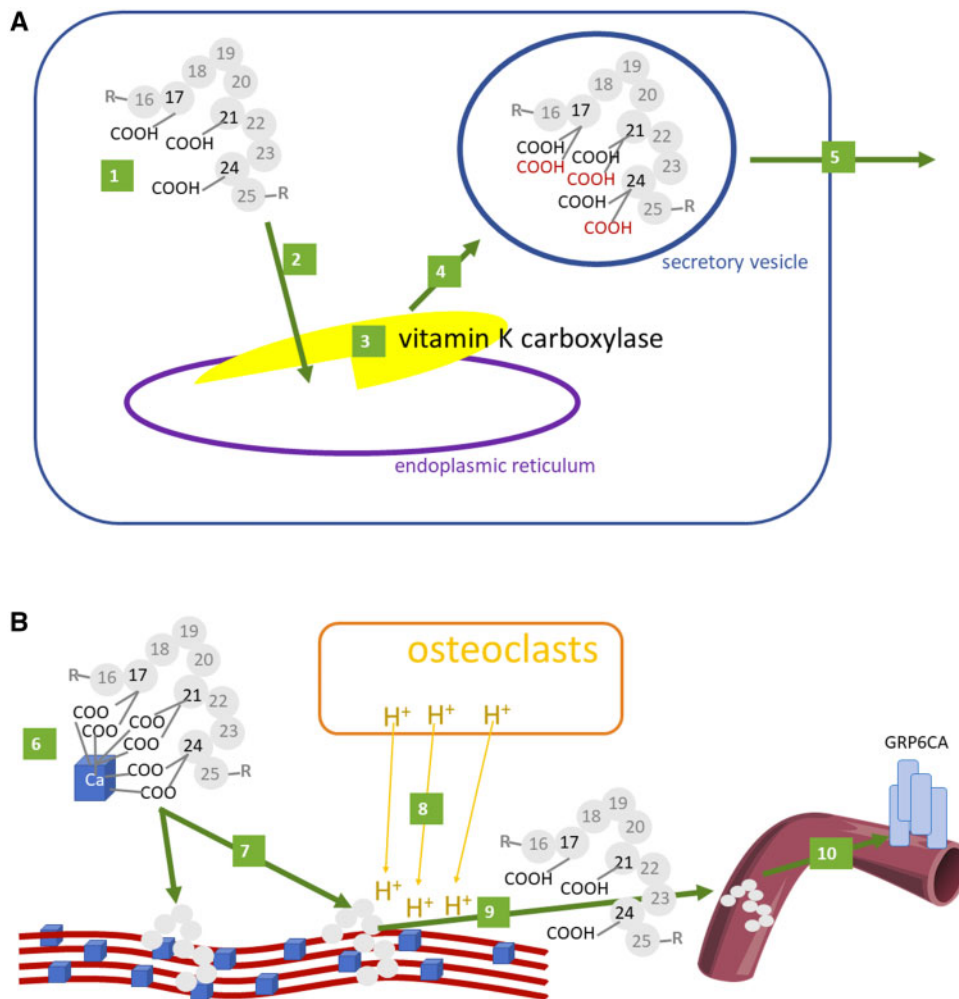 A
19
18
20
R
16
17
COOH
21
22
COOH
23
1
24
COOH
25
R
2
19
18
20
R
16
17
21
22
COOH
COOH
COOH
COOH
23
24
COOH
25
R
COOH
secretory vesicle
5
4
3
vitamin K carboxylase
endoplasmic reticulum
B
19
18
20
R
16
17
21
22
COO
COO
COO
COO
23
24
6
Ca
COO
25
R
COO
7
osteoclasts
H+ H+ H+
8
H+ H+ H+
9
19
18
20
R
16
17
21
22
COOH
COOH
23
24
COOH
25
R
10
GRP6CA